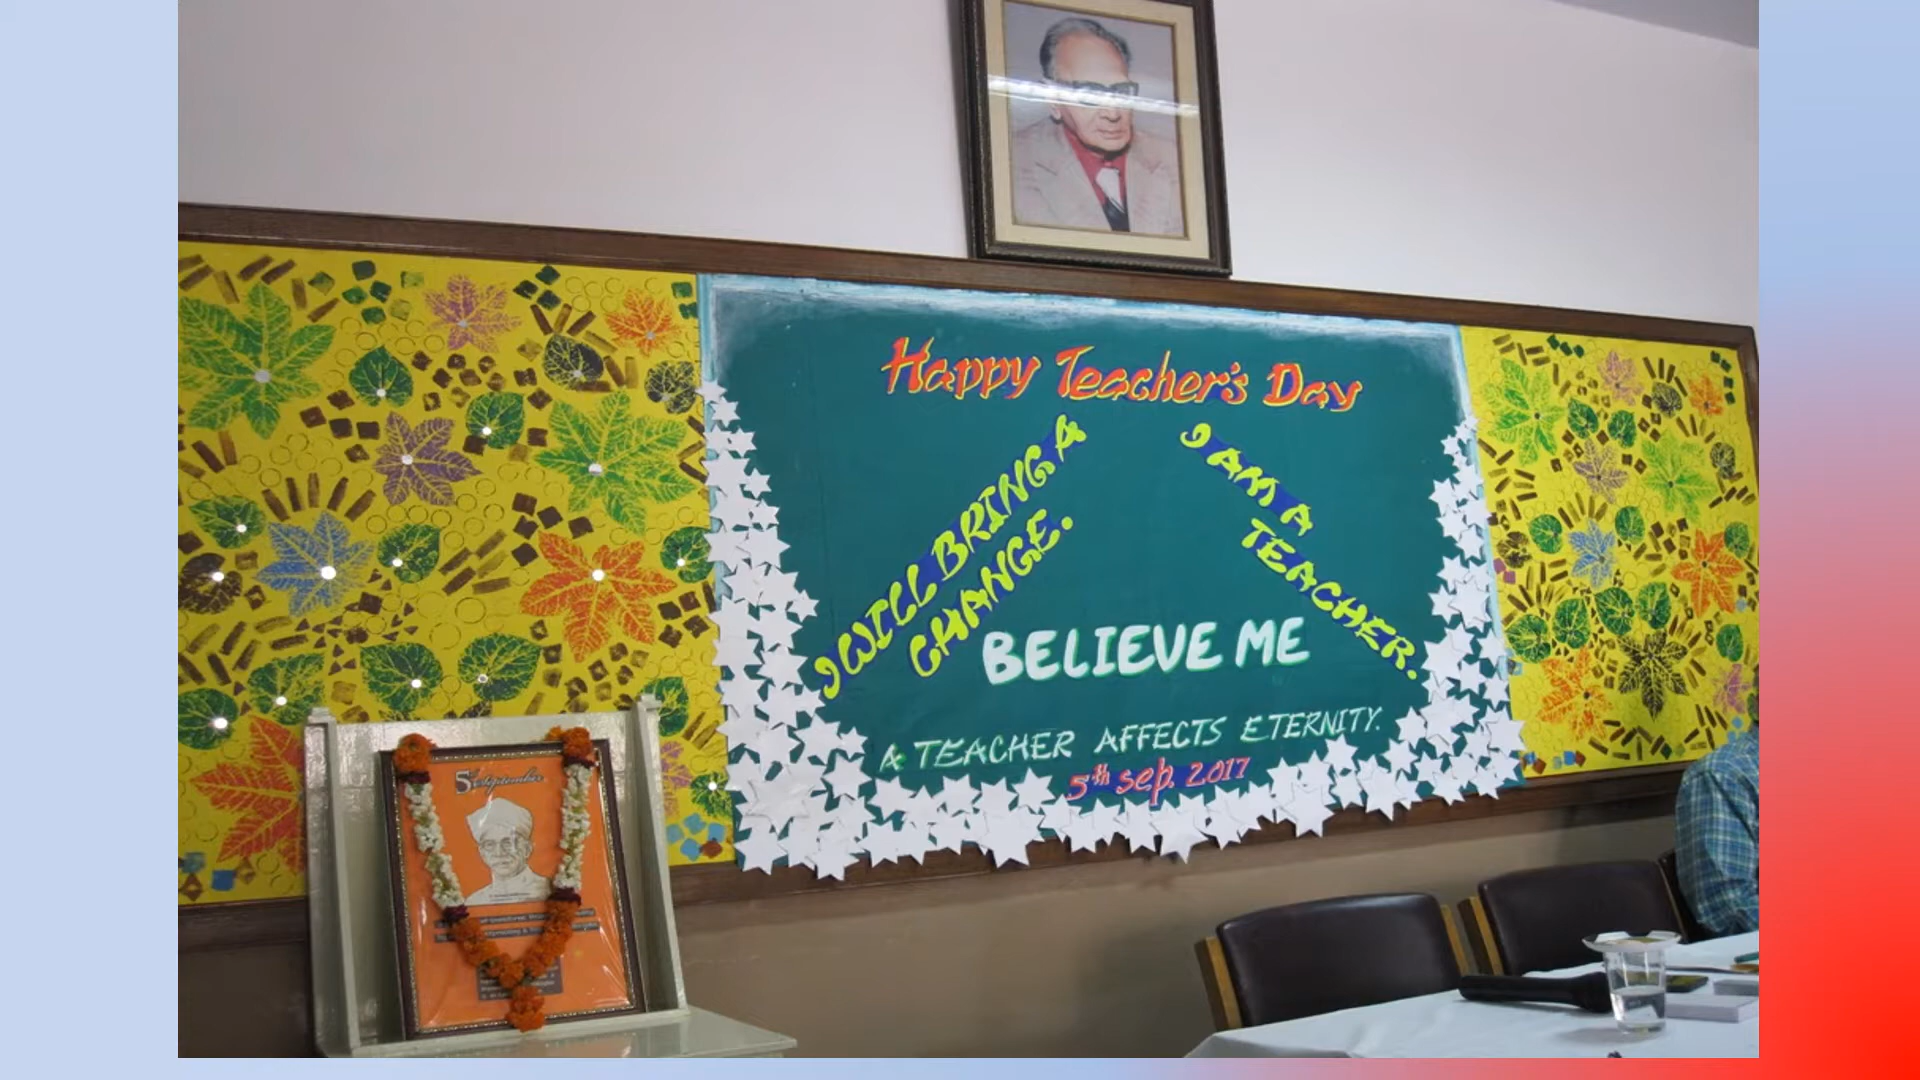 Happy Teacher's Day
I WILL BRING A
CHANGE.
I AM A
TEACHER.
BELIEVE ME
A TEACHER AFFECTS ETERNITY.
5th Sep. 2017
5 September